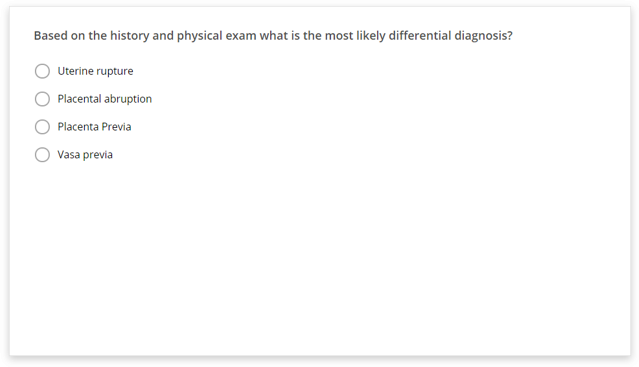 Based on the history and physical exam what is the most likely differential diagnosis?
Uterine rupture
Placental abruption
Placenta Previa
Vasa previa